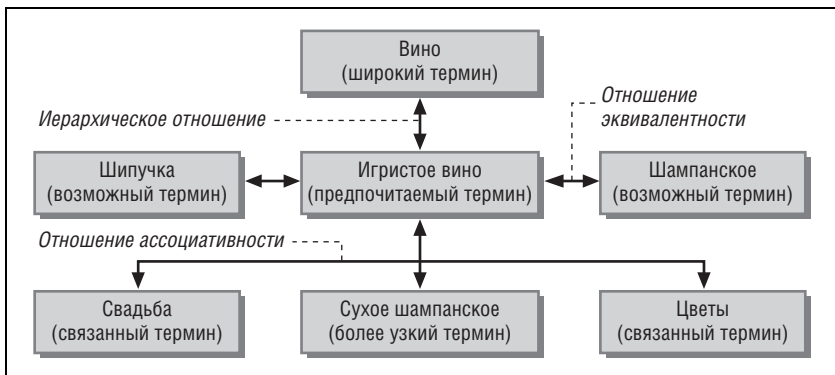 Вино
(широкий термин)
Отношение
эквивалентности
Иерархическое отношение
Шипучка
(возможный термин)
Игристое вино
(предпочитаемый термин)
Шампанское
(возможный термин)
Отношение ассоциативности
Свадьба
(связанный термин)
Сухое шампанское
(более узкий термин)
Цветы
(связанный термин)